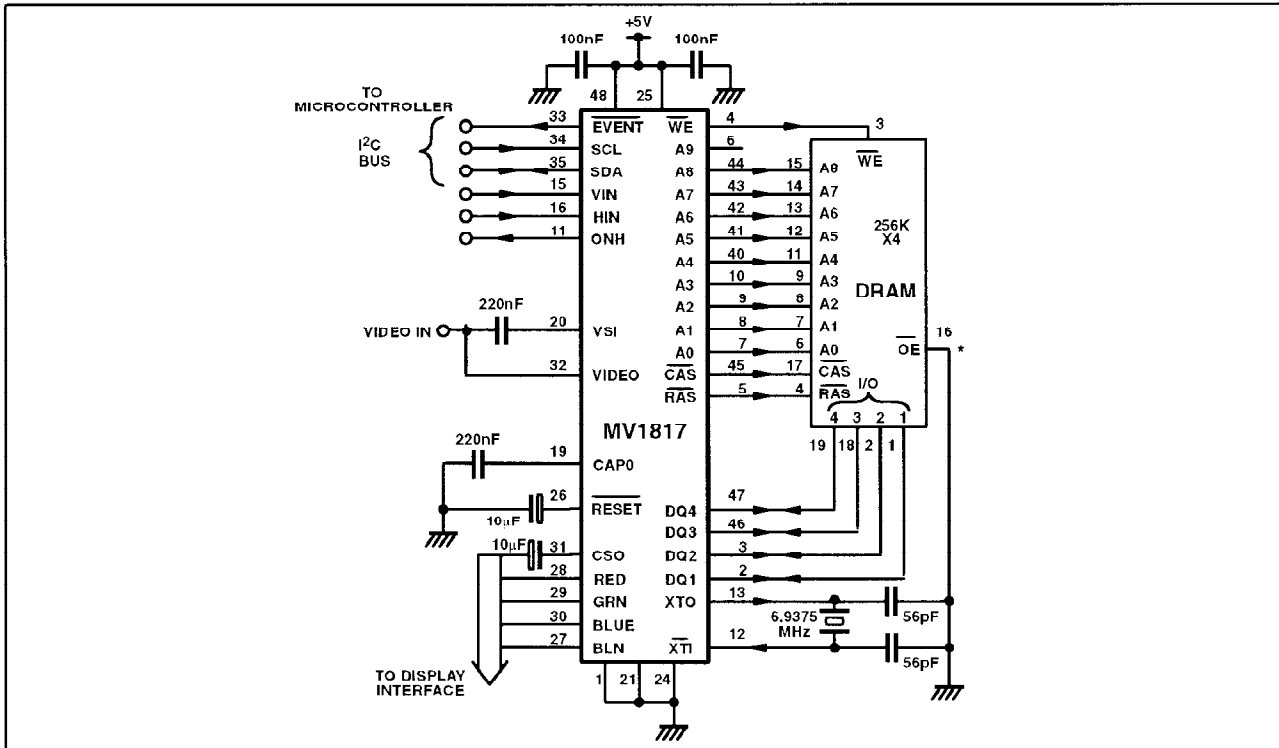 +5V
100nF 100nF
48 25
TO
MICROCONTROLLER
I²C
BUS
33 EVENT
34 SCL
35 SDA
15 VIN
16 HIN
11 ONH
VIDEO IN
220nF
20 VSI
32 VIDEO
MV1817
220nF
19 CAP0
10μF
26 RESET
10μF
31 CSO
28 RED
29 GRN
30 BLUE
27 BLN
TO DISPLAY
INTERFACE
1 21 24
WE 4 3 WE
A9 6
A8 44 15 A8
A7 43 14 A7
A6 42 13 A6
A5 41 12 A5
A4 40 11 A4
A3 10 9 A3
A2 9 8 A2
A1 8 7 A1
A0 7 6 A0
CAS 45 17 CAS
RAS 5 4 RAS
256K
X4
DRAM
16
OE *
I/O
4 3 2 1
19 18 2 1
DQ4 47
DQ3 46
DQ2 3
DQ1 2
XTO 13
XTI 12
6.9375
MHz
56pF
56pF